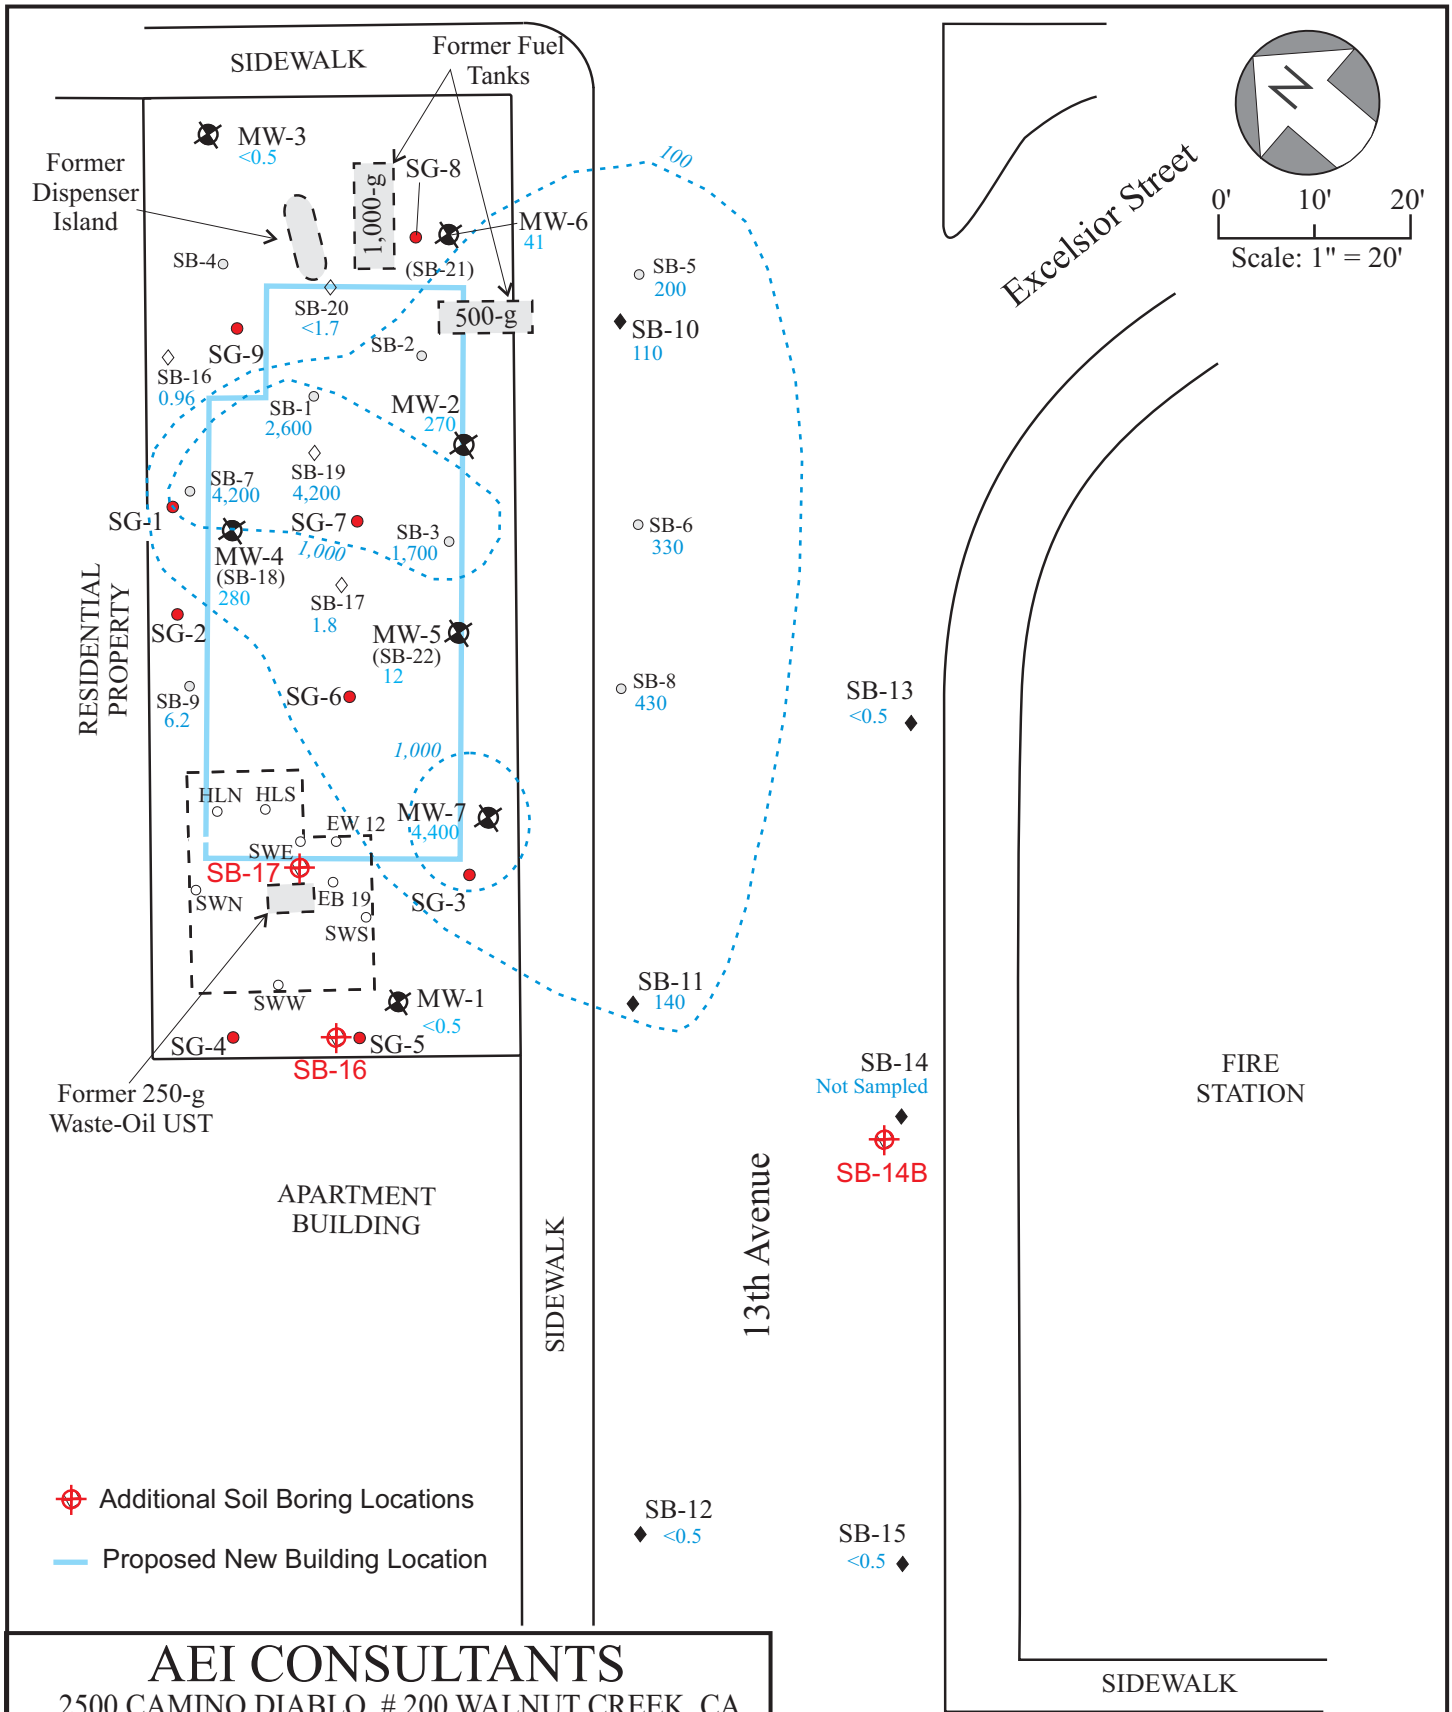 SIDEWALK
Former Fuel
Tanks
N
0' 10' 20'
Scale: 1" = 20'
Excelsior Street
MW-3
<0.5
Former
Dispenser
Island
1,000-g
SG-8
MW-6
41
(SB-21)
100
SB-4
SB-5
200
SB-20
<1.7
500-g
SB-10
110
SG-9
SB-2
SB-16
0.96
SB-1
2,600
MW-2
270
SB-7
4,200
SB-19
4,200
SG-1
SG-7
SB-3
1,700
1,000
SB-6
330
MW-4
(SB-18)
280
SB-17
1.8
RESIDENTIAL
PROPERTY
SG-2
MW-5
(SB-22)
12
SB-9
6.2
SG-6
SB-8
430
SB-13
<0.5
1,000
HLN HLS
MW-7
4,400
EW 12
SWE
SB-17
SWN
EB 19
SG-3
SWS
SWW
MW-1
<0.5
SB-11
140
SG-4
SG-5
SB-16
SB-14
Not Sampled
SB-14B
FIRE
STATION
Former 250-g
Waste-Oil UST
APARTMENT
BUILDING
SIDEWALK
13th Avenue
Additional Soil Boring Locations
Proposed New Building Location
SB-12
<0.5
SB-15
<0.5
AEI CONSULTANTS
2500 CAMINO DIABLO, # 200 WALNUT CREEK, CA
SIDEWALK